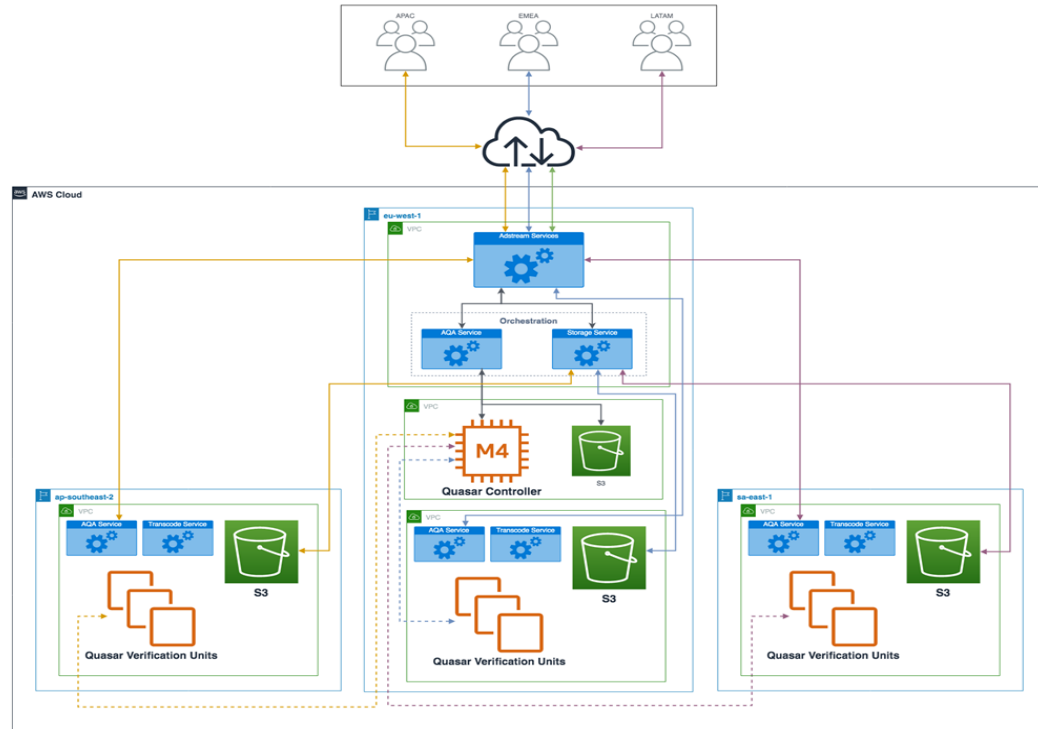 APAC
EMEA
LATAM
aws
AWS Cloud
eu-west-1
VPC
Adstream Services
Orchestration
AQA Service
Storage Service
VPC
M4
Quasar Controller
S3
ap-southeast-2
VPC
AQA Service
Transcode Service
S3
Quasar Verification Units
VPC
AQA Service
Transcode Service
S3
Quasar Verification Units
sa-east-1
VPC
AQA Service
Transcode Service
S3
Quasar Verification Units